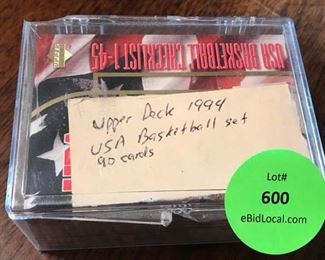 USA BASKETBALL CHECKLIST 1-45
Upper Deck 1994
USA Basketball set
90 cards
Lot#
600
eBidLocal.com